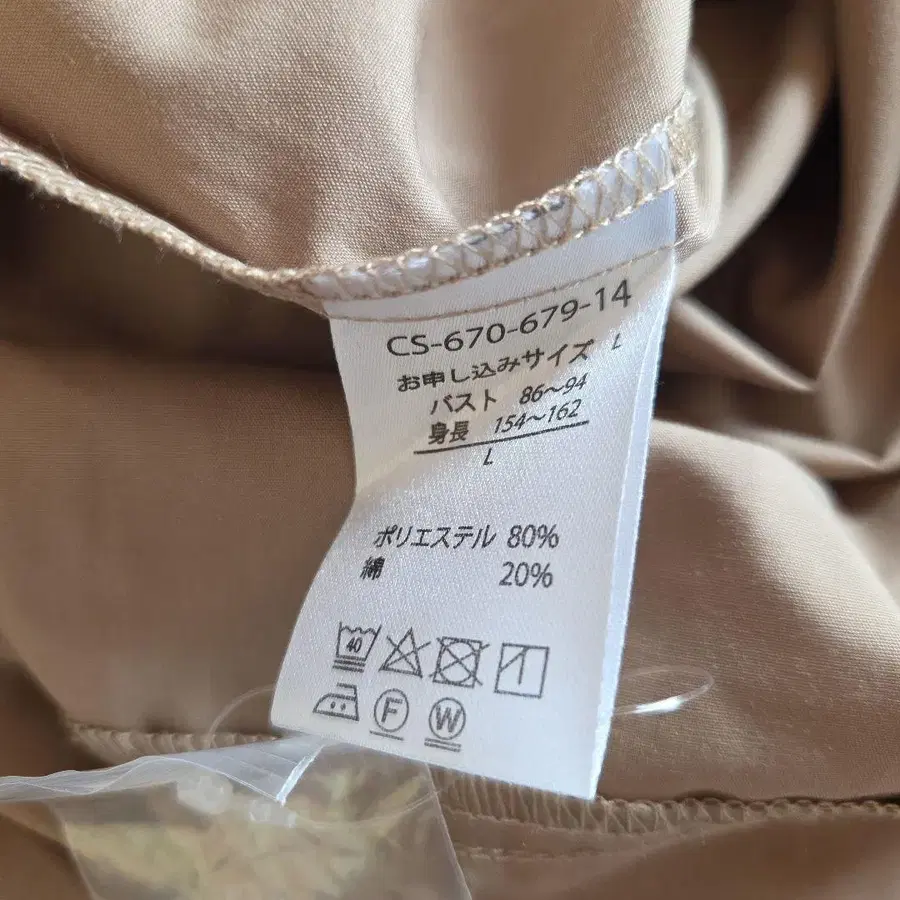 CS-670-679-14
お申し込みサイズ L
バスト 86～94
身長 154～162
L
ポリエステル 80%
綿 20%
40
F W